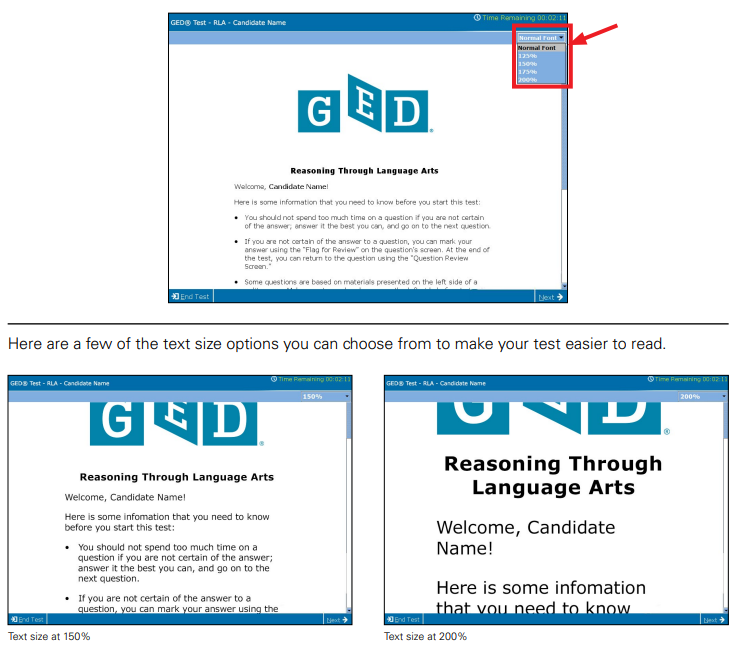 GED® Test - RLA - Candidate Name
Time Remaining 00:02:11
Normal Font
Normal Font
125%
150%
175%
200%
GED®
Reasoning Through Language Arts
Welcome, Candidate Name!
Here is some information that you need to know before you start this test:
• You should not spend too much time on a question if you are not certain
of the answer; answer it the best you can, and go on to the next question.
• If you are not certain of the answer to a question, you can mark your
answer using the "Flag for Review" on the question's screen. At the end of
the test, you can return to the question using the "Question Review
Screen."
• Some questions are based on materials presented on the left side of a
End Test
Next
Here are a few of the text size options you can choose from to make your test easier to read.
GED® Test - RLA - Candidate Name
Time Remaining 00:02:11
150%
GED®
Reasoning Through Language Arts
Welcome, Candidate Name!
Here is some infomation that you need to know
before you start this test:
• You should not spend too much time on a
question if you are not certain of the answer;
answer it the best you can, and go on to the
next question.
• If you are not certain of the answer to a
question, you can mark your answer using the
End Test
Next
Text size at 150%
GED® Test - RLA - Candidate Name
Time Remaining 00:02:11
200%
GED®
Reasoning Through
Language Arts
Welcome, Candidate
Name!
Here is some infomation
that you need to know
End Test
Next
Text size at 200%